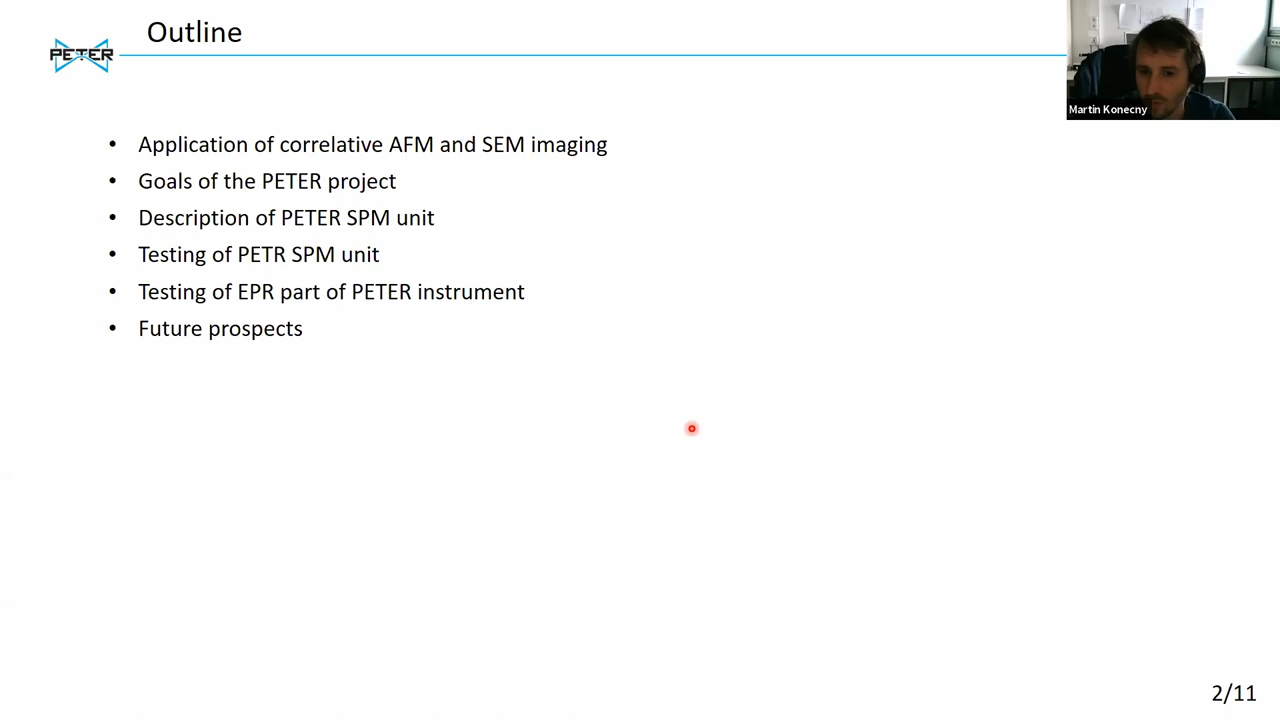 Outline
PETER
Martin Konecny
• Application of correlative AFM and SEM imaging
• Goals of the PETER project
• Description of PETER SPM unit
• Testing of PETR SPM unit
• Testing of EPR part of PETER instrument
• Future prospects
2/11